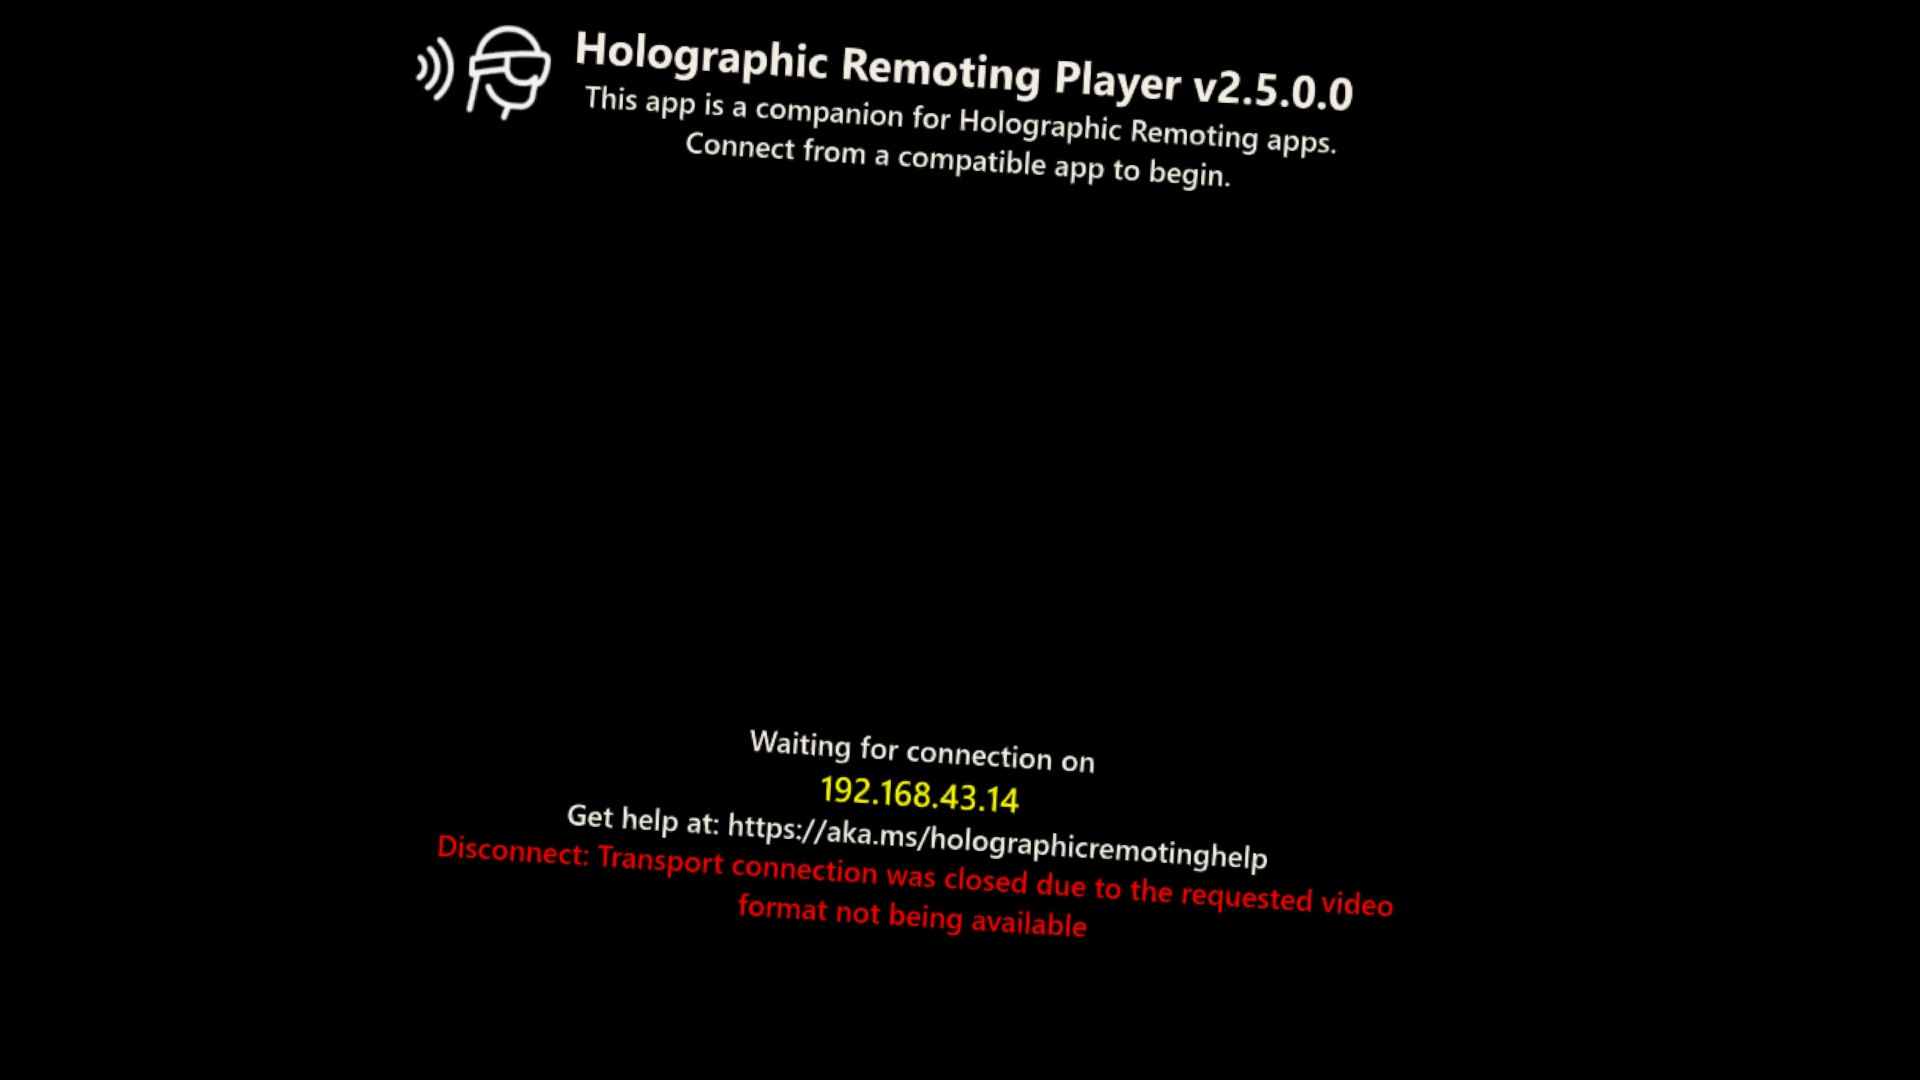 Holographic Remoting Player v2.5.0.0
This app is a companion for Holographic Remoting apps.
Connect from a compatible app to begin.
Waiting for connection on
192.168.43.14
Get help at: https://aka.ms/holographicremotinghelp
Disconnect: Transport connection was closed due to the requested video
format not being available